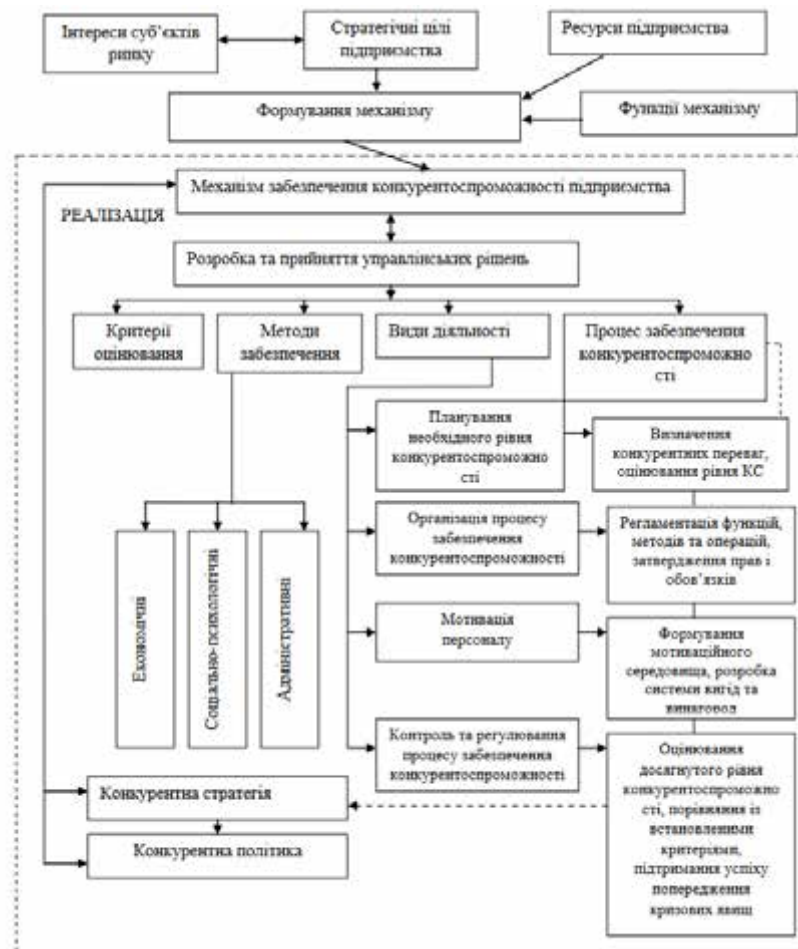 Інтереси суб’єктів
ринку
Стратегічні цілі
підприємства
Ресурси підприємства
Формування механізму
Функції механізму
Механізм забезпечення конкурентоспроможності підприємства
РЕАЛІЗАЦІЯ
Розробка та прийняття управлінських рішень
Критерії
оцінювання
Методи
забезпечення
Види діяльності
Процес забезпечення
конкурентоспроможно
сті
Планування
необхідного рівня
конкурентоспроможно
сті
Визначення
конкурентних переваг,
оцінювання рівня КС
Організація процесу
забезпечення
конкурентоспроможності
Регламентація функцій,
методів та операцій,
затвердження прав і
обов’язків
Економічні
Соціально-психологічні
Адміністративні
Мотивація
персоналу
Формування
мотиваційного
середовища, розробка
системи вигід та
винагород
Контроль та регулювання
процесу забезпечення
конкурентоспроможності
Оцінювання
досягнутого рівня
конкурентоспроможно
сті, порівняння із
встановленими
критеріями,
підтримання успіху
попередження
кризових явищ
Конкурентна стратегія
Конкурентна політика